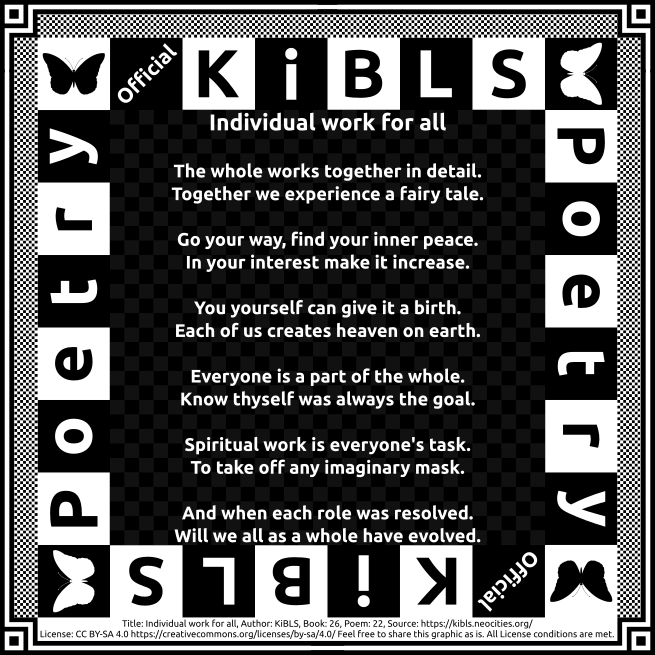 Official KiBLS
Poetry
Poetry
Individual work for all
The whole works together in detail.
Together we experience a fairy tale.
Go your way, find your inner peace.
In your interest make it increase.
You yourself can give it a birth.
Each of us creates heaven on earth.
Everyone is a part of the whole.
Know thyself was always the goal.
Spiritual work is everyone's task.
To take off any imaginary mask.
And when each role was resolved.
Will we all as a whole have evolved.
Official KiBLS
Title: Individual work for all, Author: KiBLS, Book: 26, Poem: 22, Source: https://kibls.neocities.org/
License: CC BY-SA 4.0 https://creativecommons.org/licenses/by-sa/4.0/ Feel free to share this graphic as is. All License conditions are met.